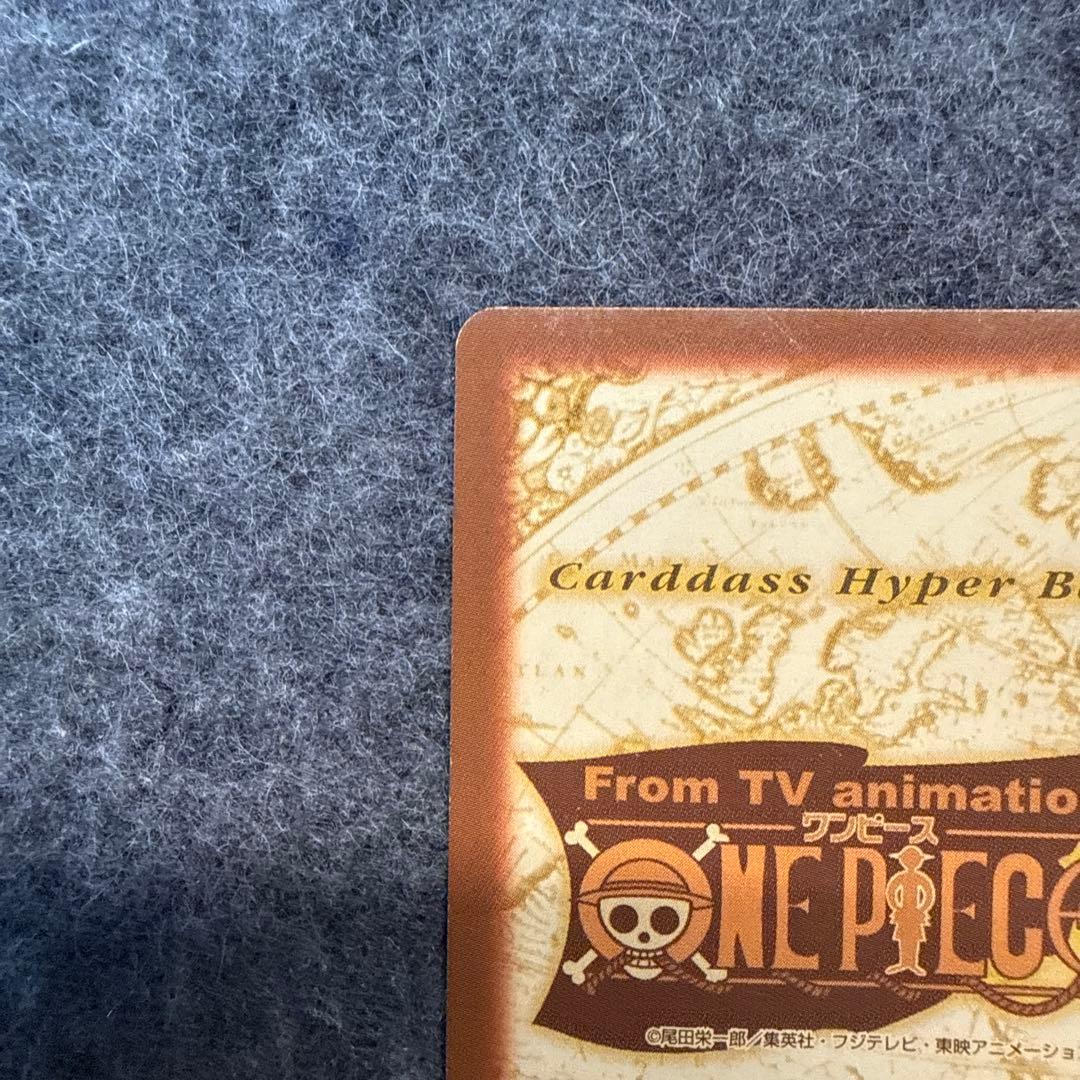 Carddass Hyper B
LAN
From TV animatio
ワンピース
ONE PIECE
©尾田栄一郎／集英社・フジテレビ・東映アニメーショ